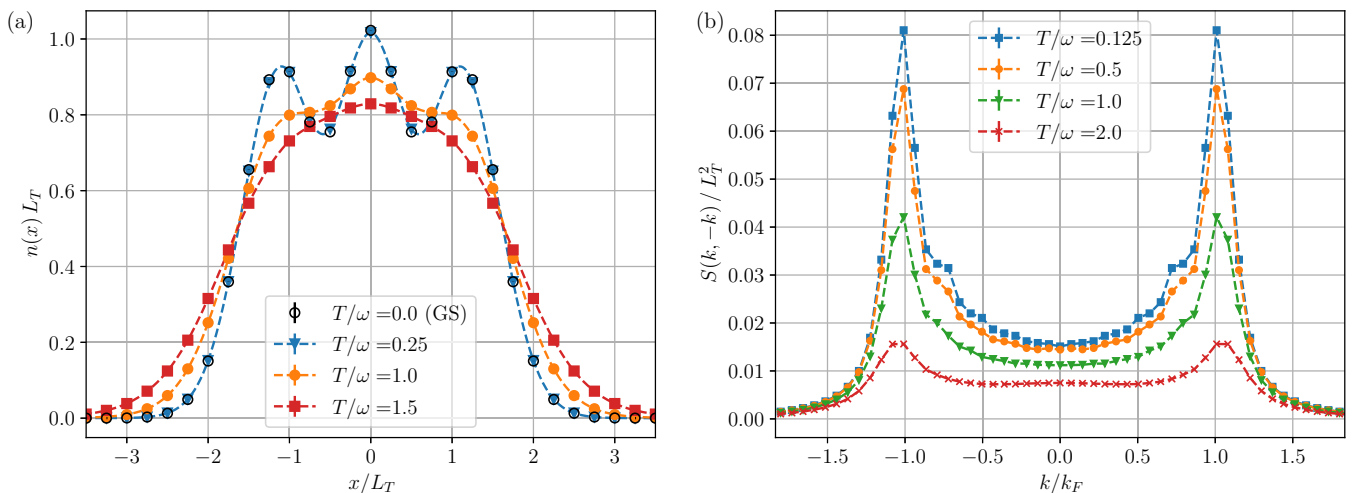 (a)
n(x) L_T
1.0
0.8
0.6
0.4
0.2
0.0
T/ω =0.0 (GS)
T/ω =0.25
T/ω =1.0
T/ω =1.5
−3 −2 −1 0 1 2 3
x/L_T
(b)
S(k, −k) / L_T^2
0.08
0.07
0.06
0.05
0.04
0.03
0.02
0.01
0.00
T/ω =0.125
T/ω =0.5
T/ω =1.0
T/ω =2.0
−1.5 −1.0 −0.5 0.0 0.5 1.0 1.5
k/k_F